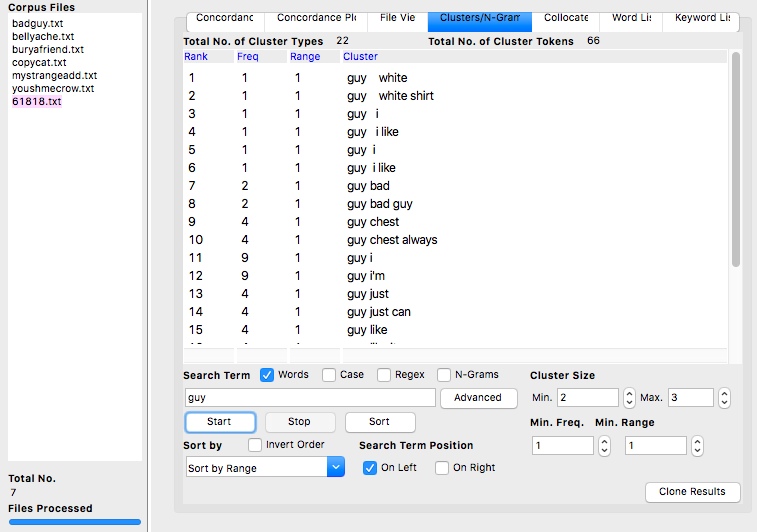 Corpus Files
badguy.txt
bellyache.txt
buryafriend.txt
copycat.txt
mystrangeadd.txt
youshmecrow.txt
61818.txt
Total No.
7
Files Processed
Concordanc Concordance Plo File Vie Clusters/N-Gram Collocate Word Lis Keyword Lis
Total No. of Cluster Types 22 Total No. of Cluster Tokens 66
Rank Freq Range Cluster
1 1 1 guy white
2 1 1 guy white shirt
3 1 1 guy i
4 1 1 guy i like
5 1 1 guy i
6 1 1 guy i like
7 2 1 guy bad
8 2 1 guy bad guy
9 4 1 guy chest
10 4 1 guy chest always
11 9 1 guy i
12 9 1 guy i'm
13 4 1 guy just
14 4 1 guy just can
15 4 1 guy like
Search Term Words Case Regex N-Grams Cluster Size
guy Advanced Min. 2 Max. 3
Start Stop Sort Min. Freq. Min. Range
Sort by Invert Order Search Term Position 1 1
Sort by Range On Left On Right
Clone Results